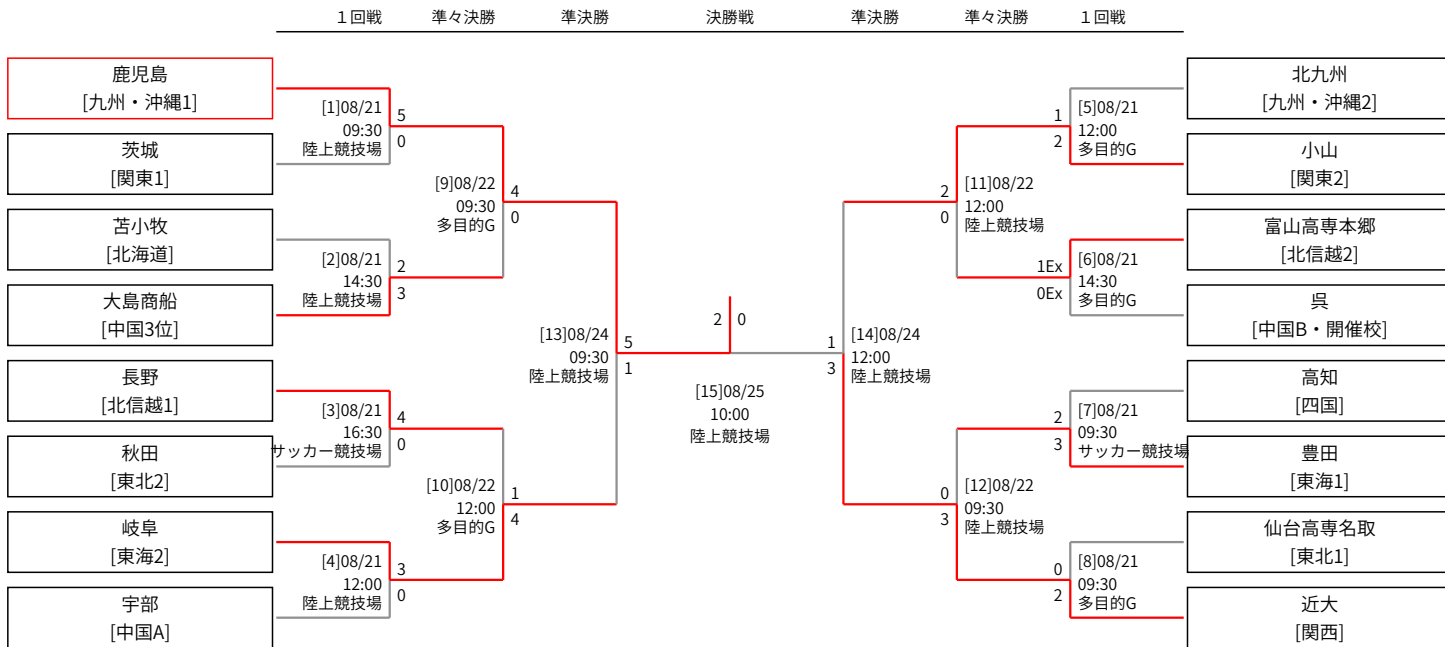 １回戦 準々決勝 準決勝 決勝戦 準決勝 準々決勝 １回戦
鹿児島
[九州・沖縄1]
茨城
[関東1]
苫小牧
[北海道]
大島商船
[中国3位]
長野
[北信越1]
秋田
[東北2]
岐阜
[東海2]
宇部
[中国A]
[1]08/21
09:30
陸上競技場
5
0
[2]08/21
14:30
陸上競技場
2
3
[3]08/21
16:30
サッカー競技場
4
0
[4]08/21
12:00
陸上競技場
3
0
[9]08/22
09:30
多目的G
4
0
[10]08/22
12:00
多目的G
1
4
[13]08/24
09:30
陸上競技場
5
1
2 0
[15]08/25
10:00
陸上競技場
1
3
[14]08/24
12:00
陸上競技場
2
0
[11]08/22
12:00
陸上競技場
0
3
[12]08/22
09:30
陸上競技場
1
2
[5]08/21
12:00
多目的G
1Ex
0Ex
[6]08/21
14:30
多目的G
2
3
[7]08/21
09:30
サッカー競技場
0
2
[8]08/21
09:30
多目的G
北九州
[九州・沖縄2]
小山
[関東2]
富山高専本郷
[北信越2]
呉
[中国B・開催校]
高知
[四国]
豊田
[東海1]
仙台高専名取
[東北1]
近大
[関西]